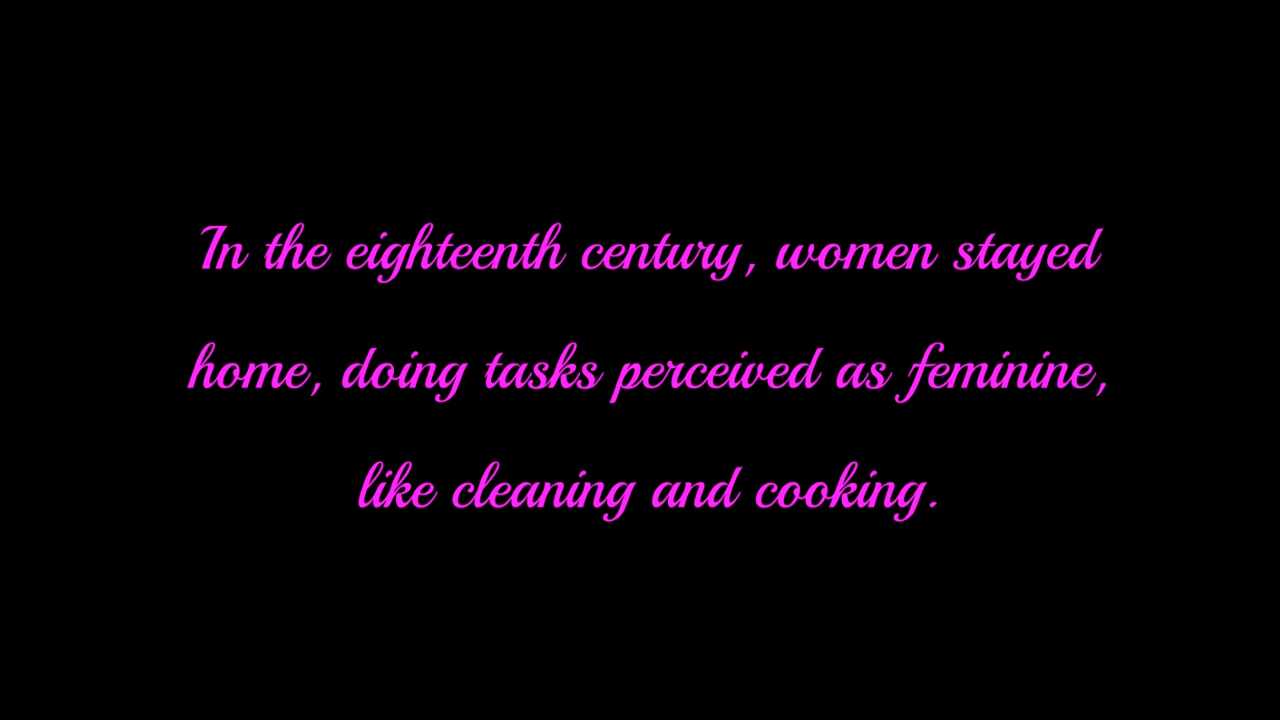 In the eighteenth century, women stayed
home, doing tasks perceived as feminine,
like cleaning and cooking.